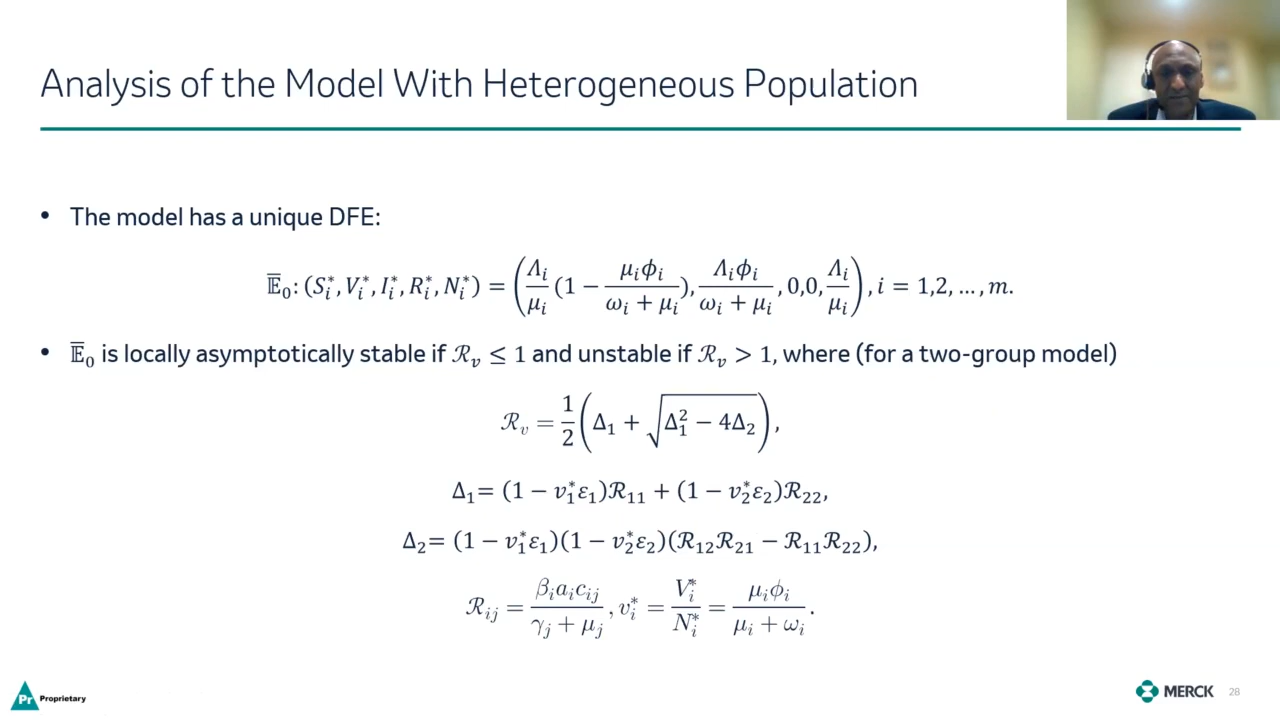 Analysis of the Model With Heterogeneous Population
• The model has a unique DFE:
𝔼̅₀: (Sᵢ*, Vᵢ*, Iᵢ*, Rᵢ*, Nᵢ*) = (Λᵢ/μᵢ (1 − μᵢϕᵢ/(ωᵢ + μᵢ)), Λᵢϕᵢ/(ωᵢ + μᵢ), 0,0, Λᵢ/μᵢ), i = 1,2, …, m.
• 𝔼̅₀ is locally asymptotically stable if ℛᵥ ≤ 1 and unstable if ℛᵥ > 1, where (for a two-group model)
ℛᵥ = 1/2 (Δ₁ + √(Δ₁² − 4Δ₂)),
Δ₁= (1 − v₁*ε₁)ℛ₁₁ + (1 − v₂*ε₂)ℛ₂₂,
Δ₂= (1 − v₁*ε₁)(1 − v₂*ε₂)(ℛ₁₂ℛ₂₁ − ℛ₁₁ℛ₂₂),
ℛᵢⱼ = βᵢaᵢcᵢⱼ/(γⱼ + μⱼ), vᵢ* = Vᵢ*/Nᵢ* = μᵢϕᵢ/(μᵢ + ωᵢ).
Pr Proprietary
MERCK 28